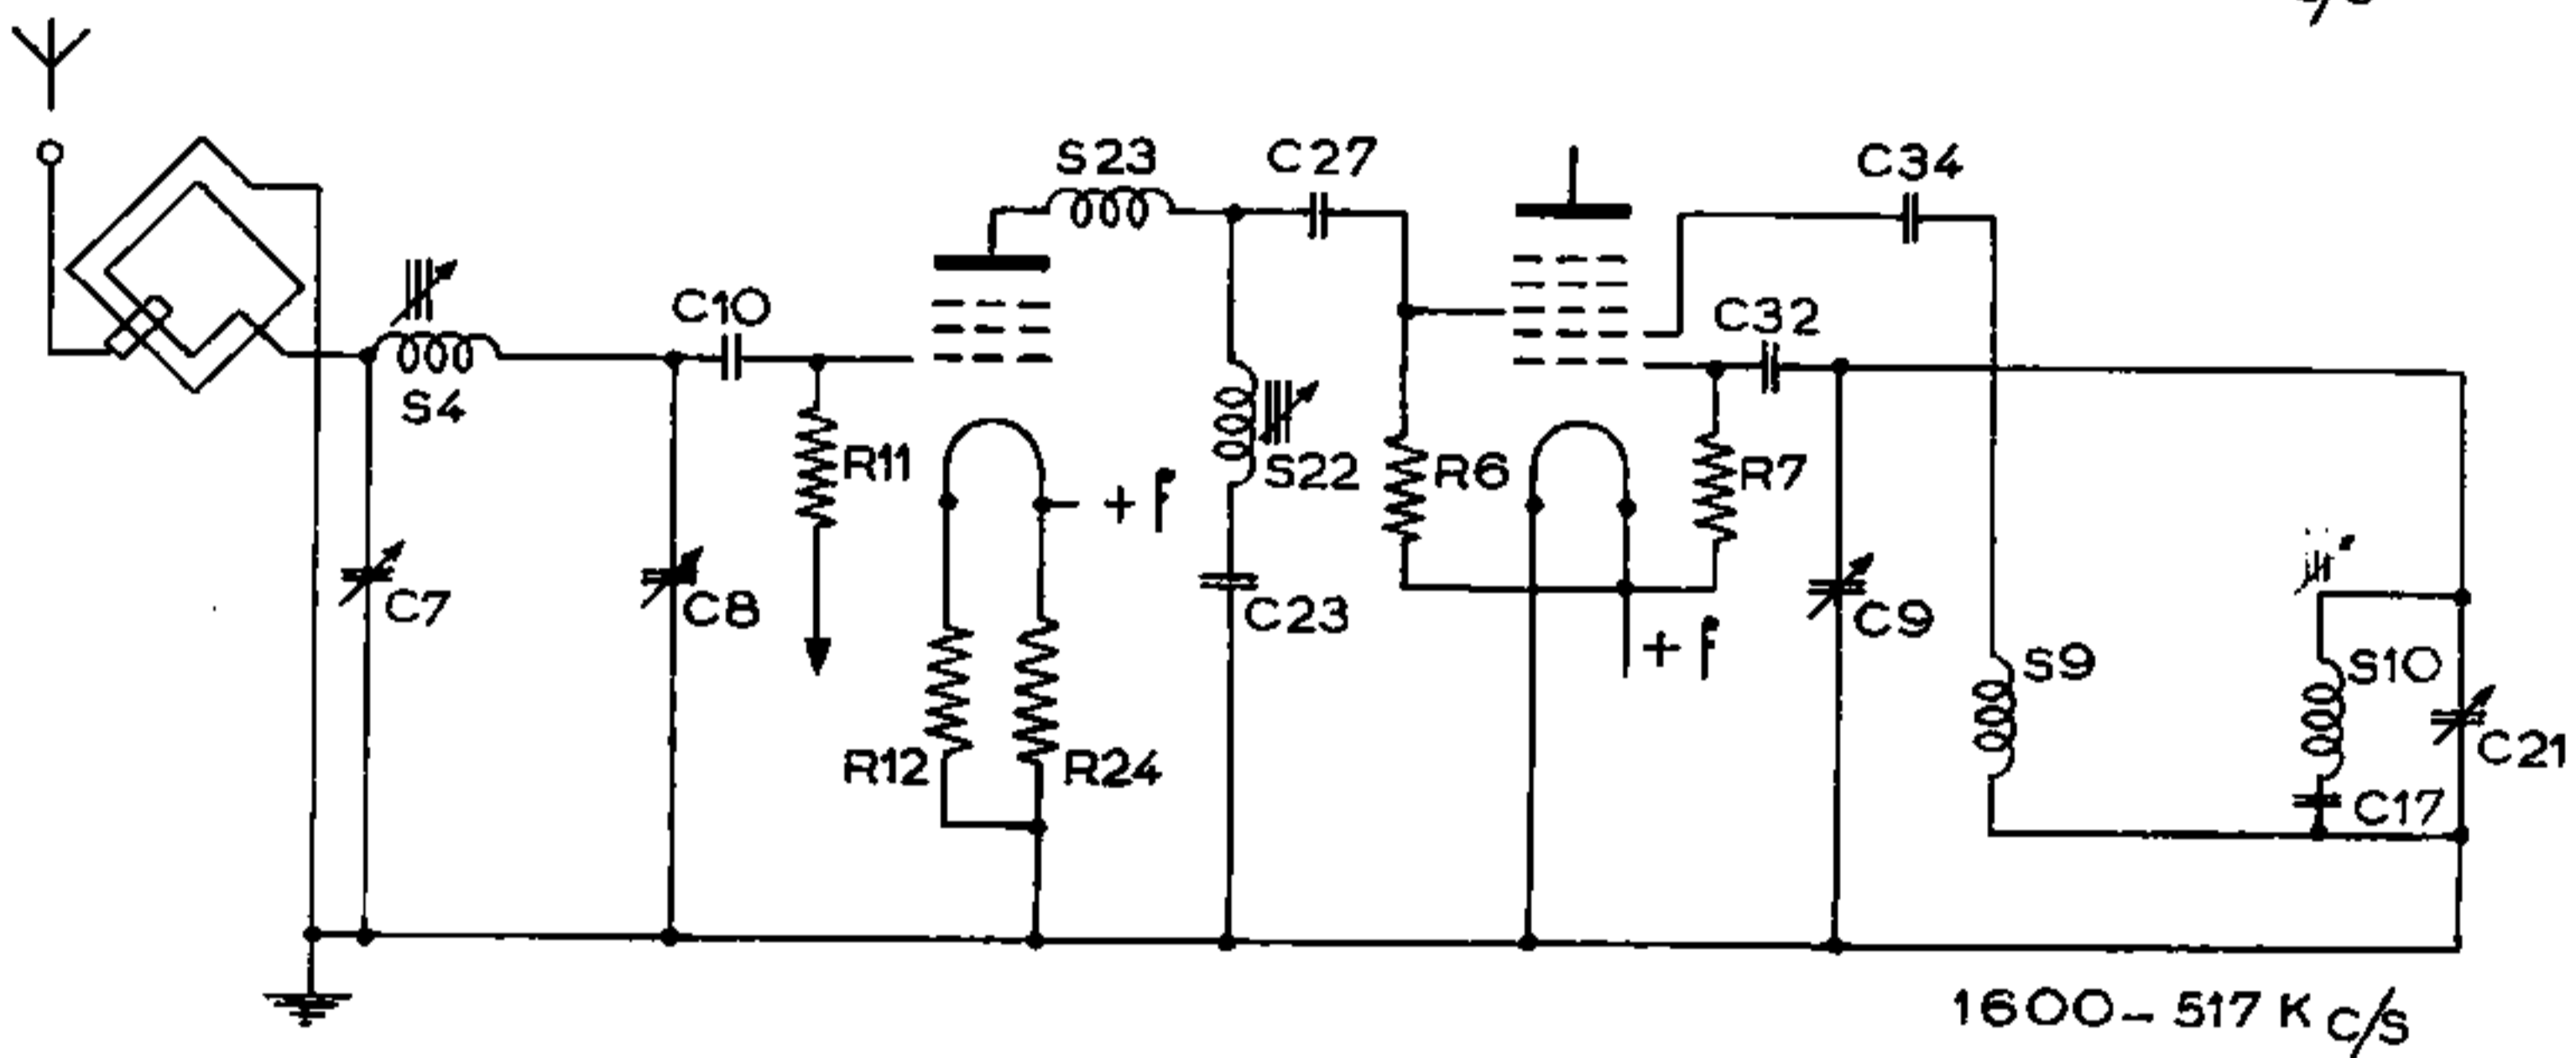 S23
C27
C34
C10
C32
S4
R11
+ f
S22
R6
R7
C7
C8
C23
+ f
C9
S9
S10
R12
R24
C21
C17
1600 – 517 K C/S